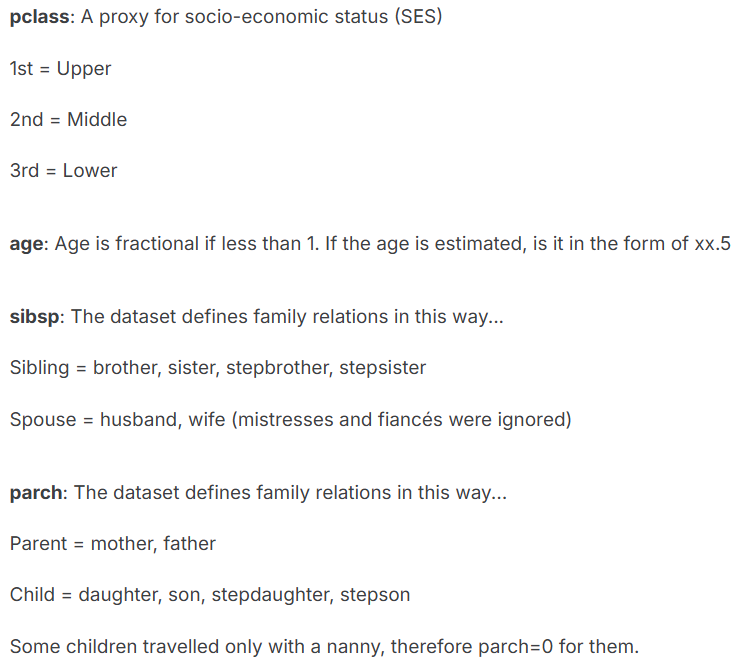 pclass: A proxy for socio-economic status (SES)
1st = Upper
2nd = Middle
3rd = Lower
age: Age is fractional if less than 1. If the age is estimated, is it in the form of xx.5
sibsp: The dataset defines family relations in this way...
Sibling = brother, sister, stepbrother, stepsister
Spouse = husband, wife (mistresses and fiancés were ignored)
parch: The dataset defines family relations in this way...
Parent = mother, father
Child = daughter, son, stepdaughter, stepson
Some children travelled only with a nanny, therefore parch=0 for them.